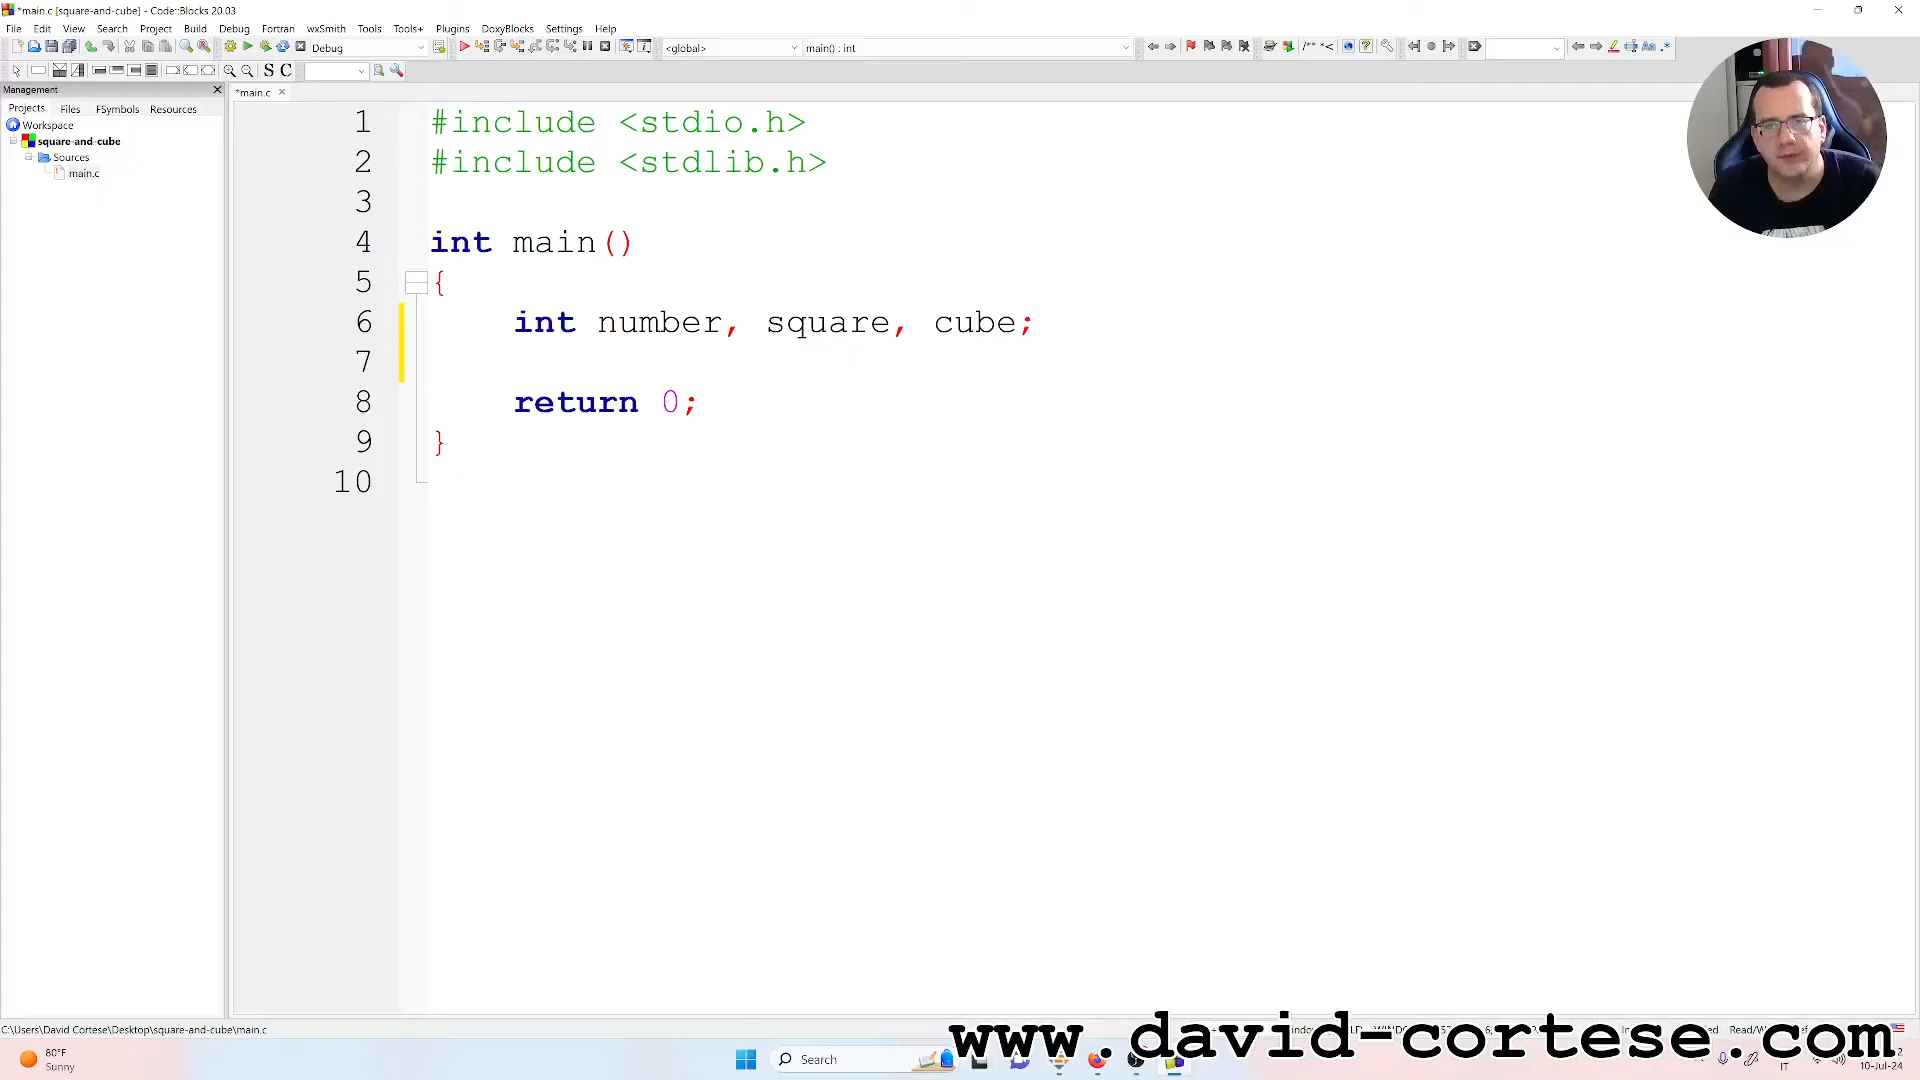 *main.c [square-and-cube] - Code::Blocks 20.03
File Edit View Search Project Build Debug Fortran wxSmith Tools Tools+ Plugins DoxyBlocks Settings Help
Debug <global> main() : int /** *<
S C
Management
*main.c
Projects Files FSymbols Resources
Workspace
square-and-cube
Sources
main.c
1 #include <stdio.h>
2 #include <stdlib.h>
3
4 int main()
5 {
6 int number, square, cube;
7
8 return 0;
9 }
10
C:\Users\David Cortese\Desktop\square-and-cube\main.c
www.david-cortese.com
80°F
Sunny
Search
IT
10-Jul-24